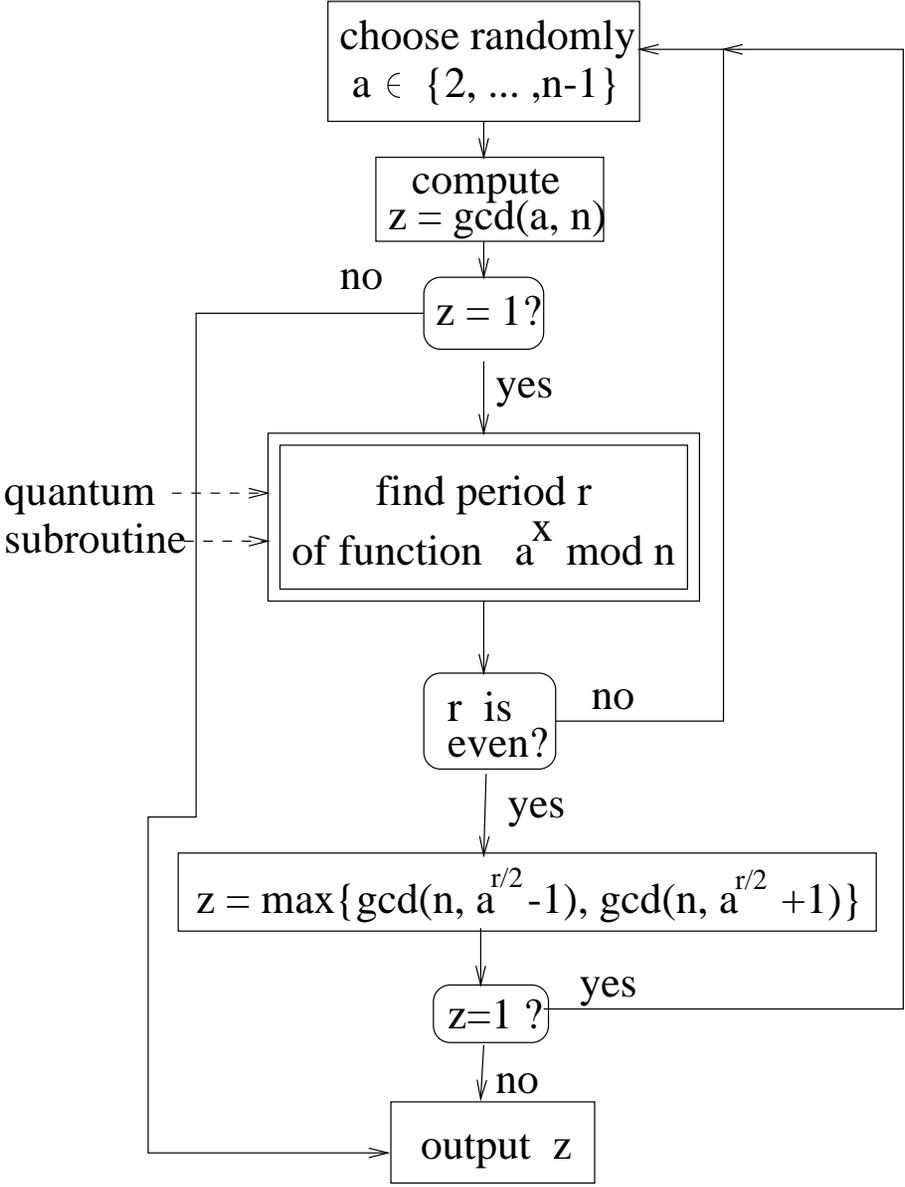 choose randomly
a ∈ {2, ... ,n-1}
compute
z = gcd(a, n)
no
z = 1?
yes
quantum
subroutine
find period r
of function a^x mod n
r is
even?
no
yes
z = max{gcd(n, a^r/2 -1), gcd(n, a^r/2 +1)}
z=1 ?
yes
no
output z